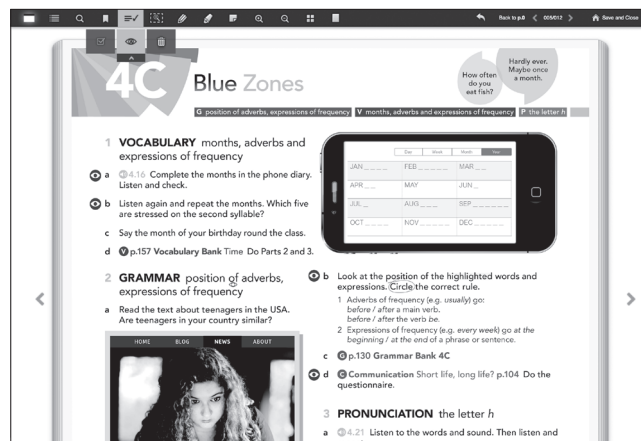 Back to p.0
005/012
Save and Close
4C
Blue Zones
How often
do you
eat fish?
Hardly ever.
Maybe once
a month.
G position of adverbs, expressions of frequency
V months, adverbs and expressions of frequency
P the letter h
1 VOCABULARY months, adverbs and
expressions of frequency
a 4.16 Complete the months in the phone diary.
Listen and check.
b Listen again and repeat the months. Which five
are stressed on the second syllable?
c Say the month of your birthday round the class.
d V p.157 Vocabulary Bank Time Do Parts 2 and 3.
Day Week Month Year
JAN _ _ _ _ FEB _ _ _ _ _ MAR _ _
APR _ _ MAY JUN _
JUL _ AUG _ _ _ SEP _ _ _ _ _ _
OCT _ _ _ _ NOV _ _ _ _ _ DEC _ _ _ _ _
2 GRAMMAR position of adverbs,
expressions of frequency
a Read the text about teenagers in the USA.
Are teenagers in your country similar?
HOME BLOG NEWS ABOUT
b Look at the position of the highlighted words and
expressions. Circle the correct rule.
1 Adverbs of frequency (e.g. usually) go:
before / after a main verb.
before / after the verb be.
2 Expressions of frequency (e.g. every week) go at the
beginning / at the end of a phrase or sentence.
c G p.130 Grammar Bank 4C
d C Communication Short life, long life? p.104 Do the
questionnaire.
3 PRONUNCIATION the letter h
a 4.21 Listen to the words and sound. Then listen and